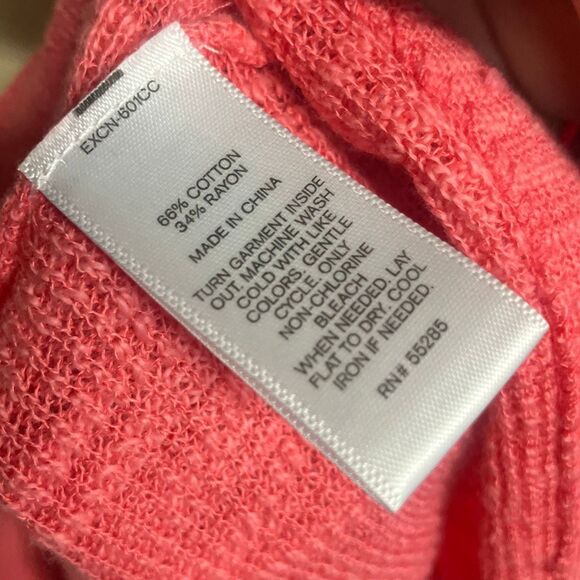 EXCN-601CC
66% COTTON
34% RAYON
MADE IN CHINA
TURN GARMENT INSIDE
OUT. MACHINE WASH
COLD WITH LIKE
COLORS. GENTLE
CYCLE. ONLY
NON-CHLORINE
BLEACH
WHEN NEEDED. LAY
FLAT TO DRY. COOL
IRON IF NEEDED.
RN# 55285